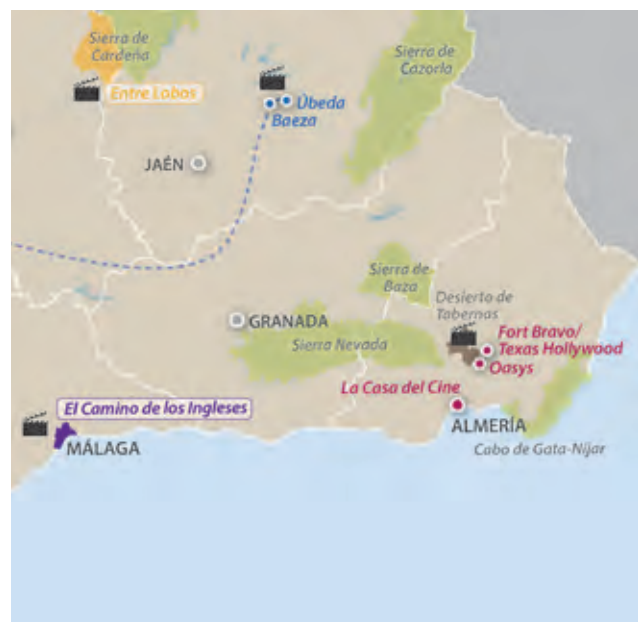 Sierra de
Cardeña
Sierra de
Cazorla
Entre Lobos
Úbeda
Baeza
JAÉN
Sierra de
Baza
Desierto de
Tabernas
GRANADA
Sierra Nevada
Fort Bravo/
Texas Hollywood
Oasys
La Casa del Cine
El Camino de los Ingleses
ALMERÍA
MÁLAGA
Cabo de Gata-Níjar